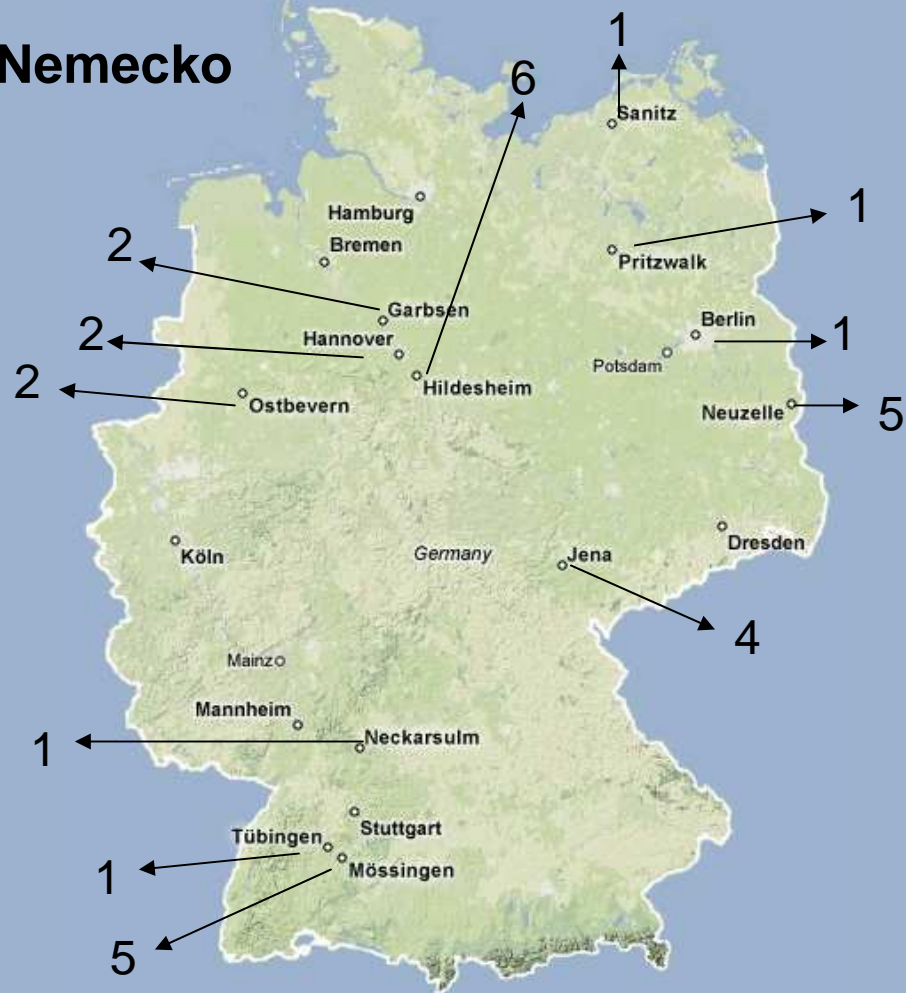 Nemecko
1
6
Sanitz
Hamburg
1
Bremen
Pritzwalk
2
Garbsen
Berlin
Hannover
2
1
Potsdam
2
Hildesheim
Ostbevern
Neuzelle
5
Köln
Germany
Jena
Dresden
4
Mainz
Mannheim
Neckarsulm
1
Stuttgart
Tübingen
Mössingen
1
5